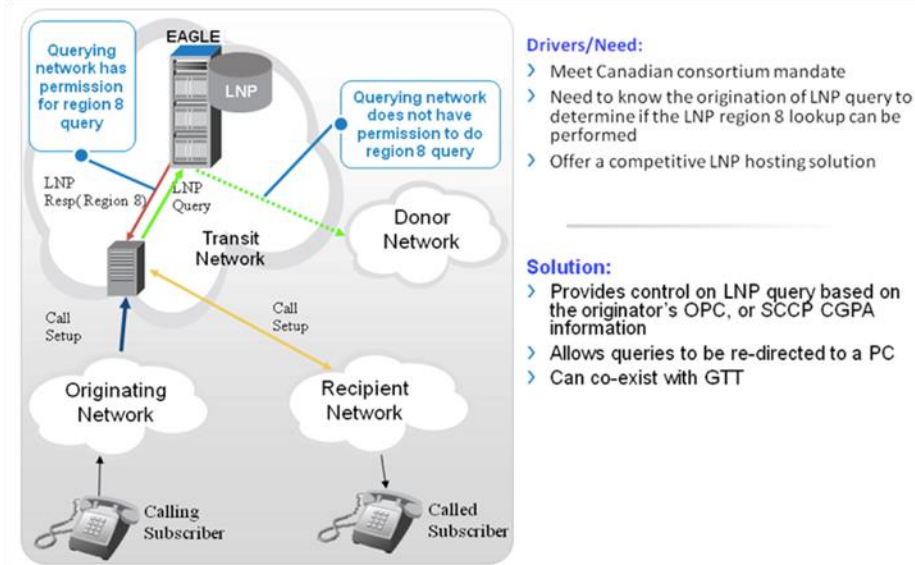 EAGLE
Querying
network has
permission
for region 8
query
LNP
Querying network
does not have
permission to do
region 8 query
LNP
Resp(Region 8)
LNP
Query
Transit
Network
Donor
Network
Call
Setup
Call
Setup
Originating
Network
Recipient
Network
Calling
Subscriber
Called
Subscriber
Drivers/Need:
› Meet Canadian consortium mandate
› Need to know the origination of LNP query to
determine if the LNP region 8 lookup can be
performed
› Offer a competitive LNP hosting solution
Solution:
› Provides control on LNP query based on
the originator's OPC, or SCCP CGPA
information
› Allows queries to be re-directed to a PC
› Can co-exist with GTT